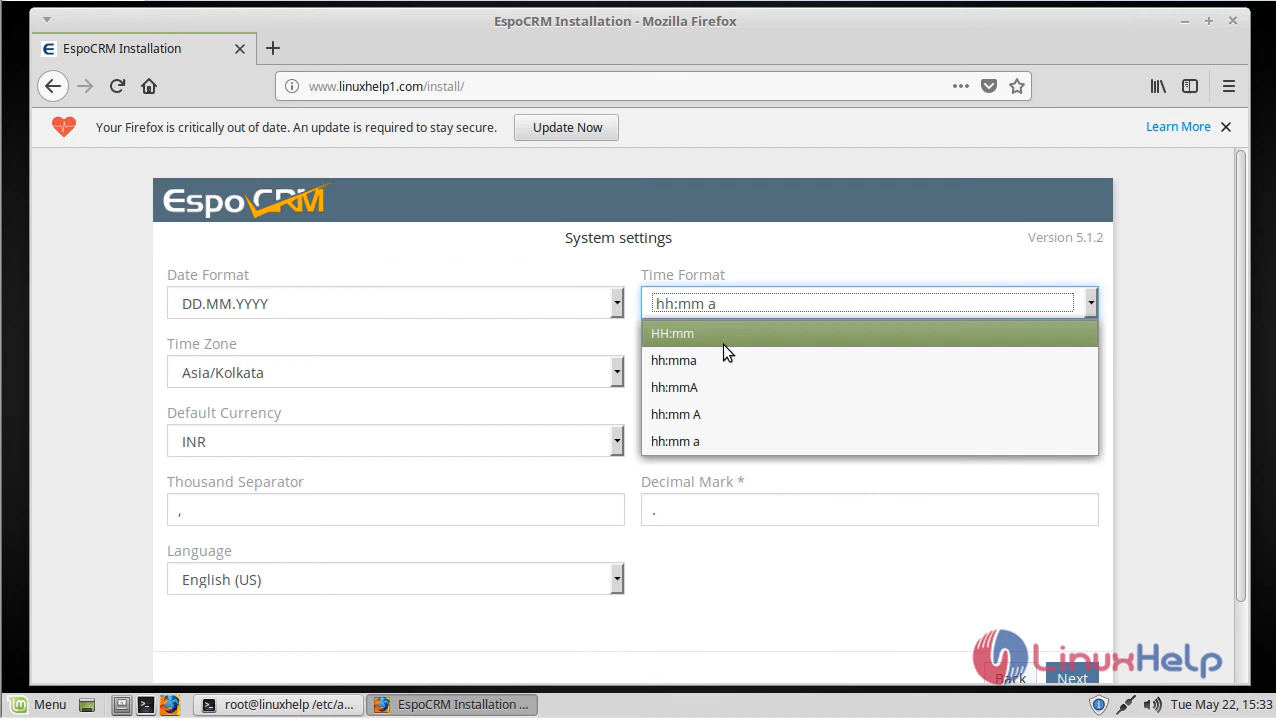 EspoCRM Installation - Mozilla Firefox
EspoCRM Installation
www.linuxhelp1.com/install/
Your Firefox is critically out of date. An update is required to stay secure.
Update Now
Learn More
EspoCRM
System settings
Version 5.1.2
Date Format
Time Format
DD.MM.YYYY
hh:mm a
HH:mm
hh:mma
hh:mmA
hh:mm A
hh:mm a
Time Zone
Asia/Kolkata
Default Currency
INR
Thousand Separator
Decimal Mark *
,
.
Language
English (US)
Back
Next
LinuxHelp
Menu
root@linuxhelp /etc/a...
EspoCRM Installation ...
Tue May 22, 15:33